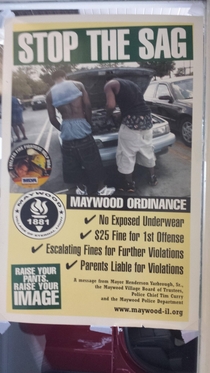 STOP THE SAG
MAYWOOD
1881
MAYWOOD ORDINANCE
✓ No Exposed Underwear
✓ $25 Fine for 1st Offense
✓ Escalating Fines for Further Violations
✓ Parents Liable for Violations
RAISE YOUR
PANTS,
RAISE YOUR
IMAGE
A message from Mayor Henderson Yarbrough, Sr.,
the Maywood Village Board of Trustees,
Police Chief Tim Curry
and the Maywood Police Department
www.maywood-il.org